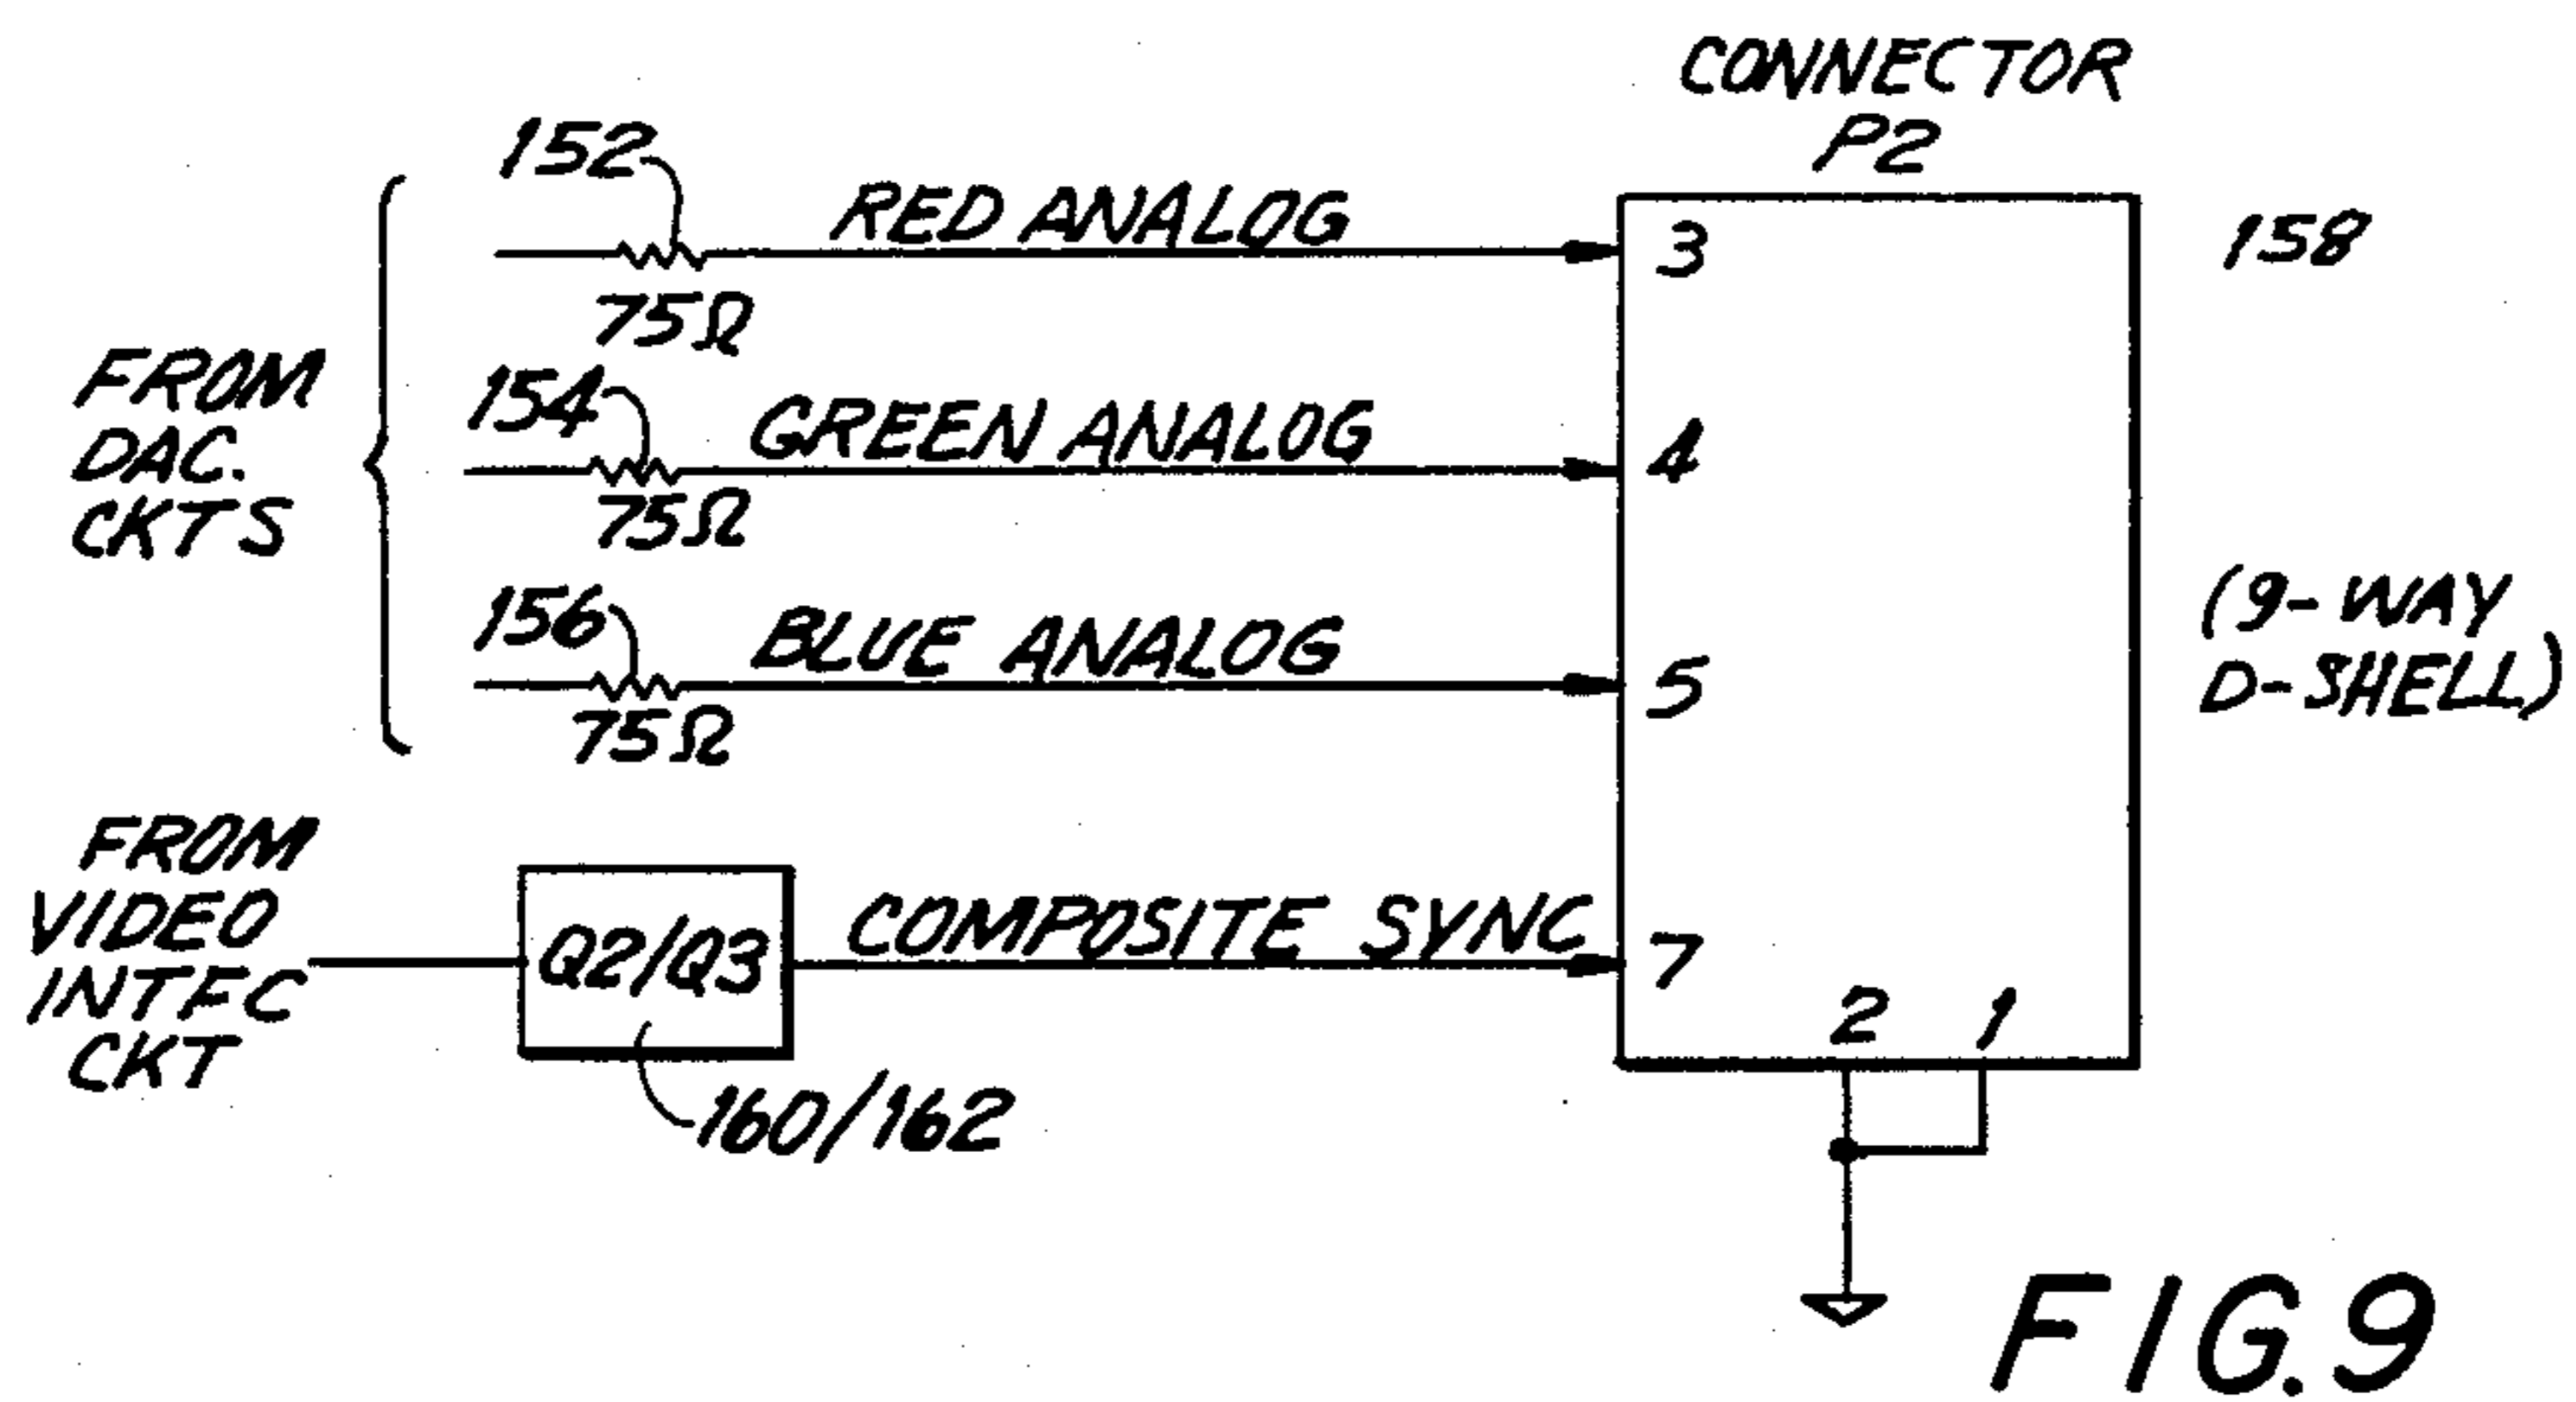 CONNECTOR
P2
152
RED ANALOG
3
158
75Ω
FROM
DAC.
CKTS
154
GREEN ANALOG
4
75Ω
156
BLUE ANALOG
5
75Ω
(9-WAY
D-SHELL)
FROM
VIDEO
INTFC
CKT
Q2/Q3
COMPOSITE SYNC
7
2 1
160/162
FIG.9